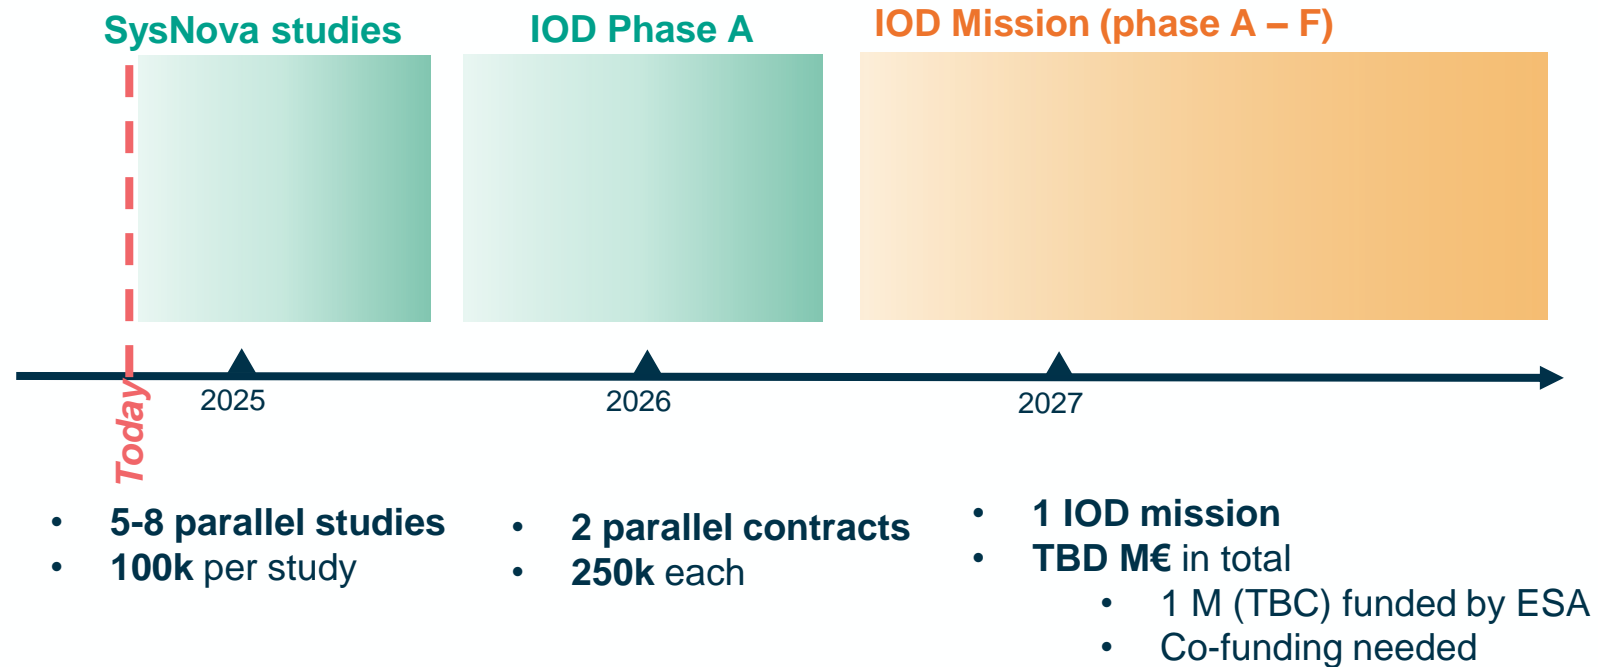 SysNova studies
IOD Phase A
IOD Mission (phase A – F)
Today
2025
2026
2027
• 5-8 parallel studies
• 100k per study
• 2 parallel contracts
• 250k each
• 1 IOD mission
• TBD M€ in total
• 1 M (TBC) funded by ESA
• Co-funding needed